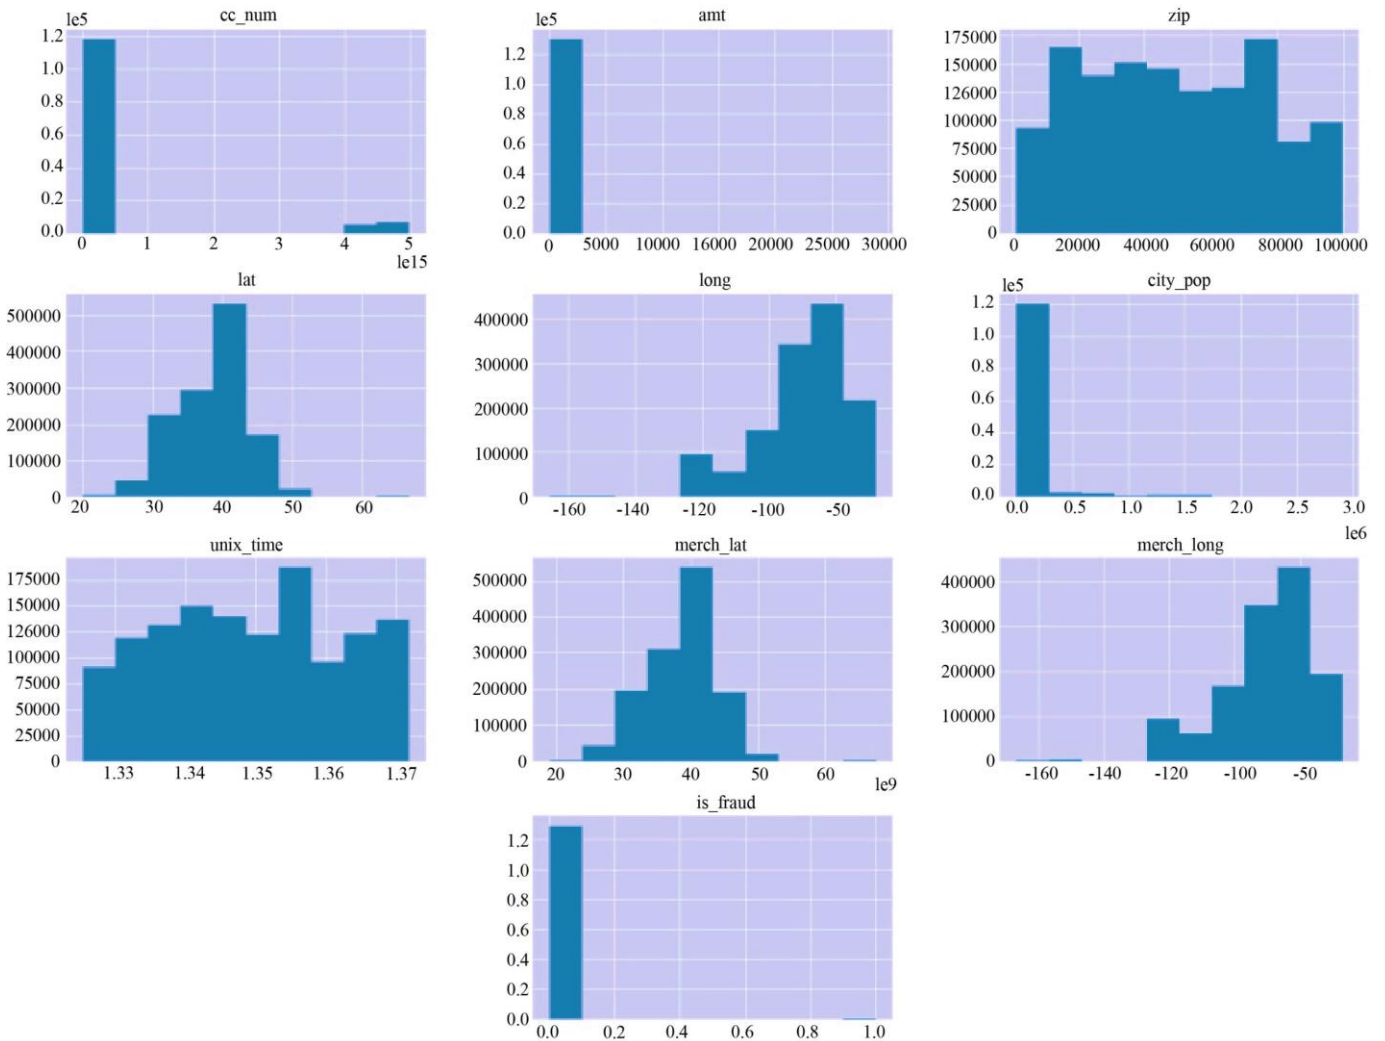 cc_num
le5
1.2
1.0
0.8
0.6
0.4
0.2
0.0
0 1 2 3 4 5
le15
amt
le5
1.2
1.0
0.8
0.6
0.4
0.2
0.0
0 5000 10000 16000 20000 25000 30000
zip
175000
150000
126000
100000
75000
50000
25000
0
0 20000 40000 60000 80000 100000
lat
500000
400000
300000
200000
100000
0
20 30 40 50 60
long
400000
300000
200000
100000
0
-160 -140 -120 -100 -50
city_pop
le5
1.2
1.0
0.8
0.6
0.4
0.2
0.0
0.0 0.5 1.0 1.5 2.0 2.5 3.0
le6
unix_time
175000
150000
125000
100000
75000
50000
25000
0
1.33 1.34 1.35 1.36 1.37
merch_lat
500000
400000
300000
200000
100000
0
20 30 40 50 60
le9
merch_long
400000
300000
200000
100000
0
-160 -140 -120 -100 -50
is_fraud
1.2
1.0
0.8
0.6
0.4
0.2
0.0
0.0 0.2 0.4 0.6 0.8 1.0